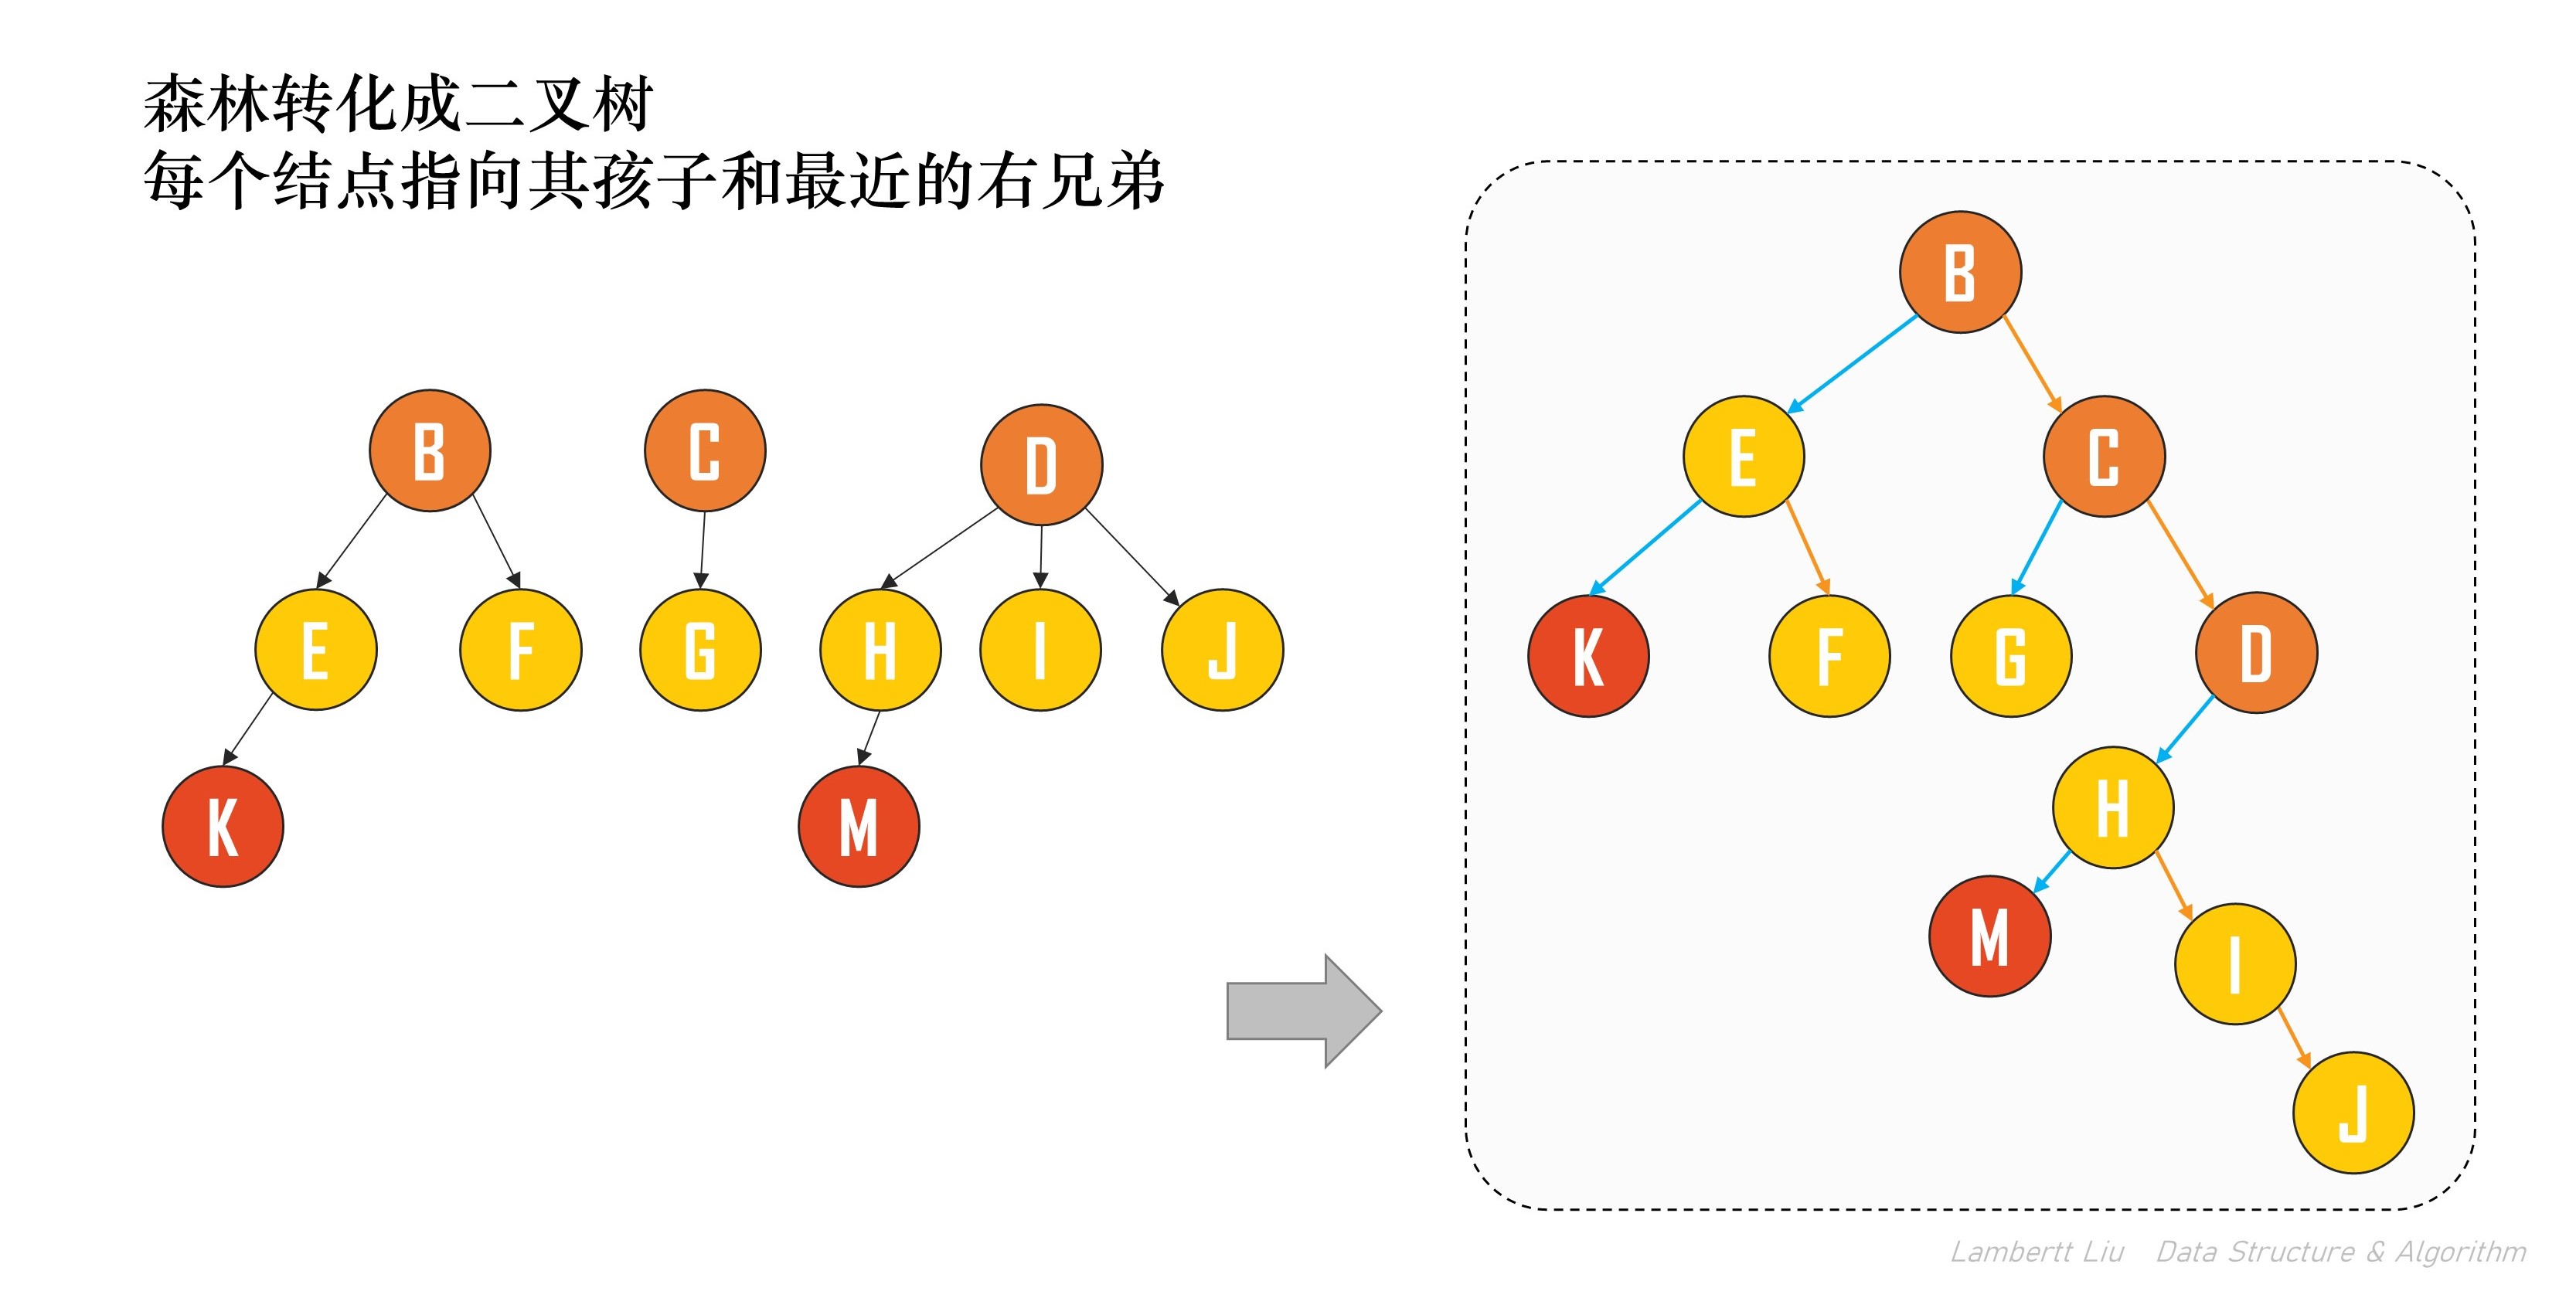 森林转化成二叉树
每个结点指向其孩子和最近的右兄弟
B C D
E F G H I J
K M
B
E C
K F G D
H
M I
J
Lambertt Liu Data Structure & Algorithm